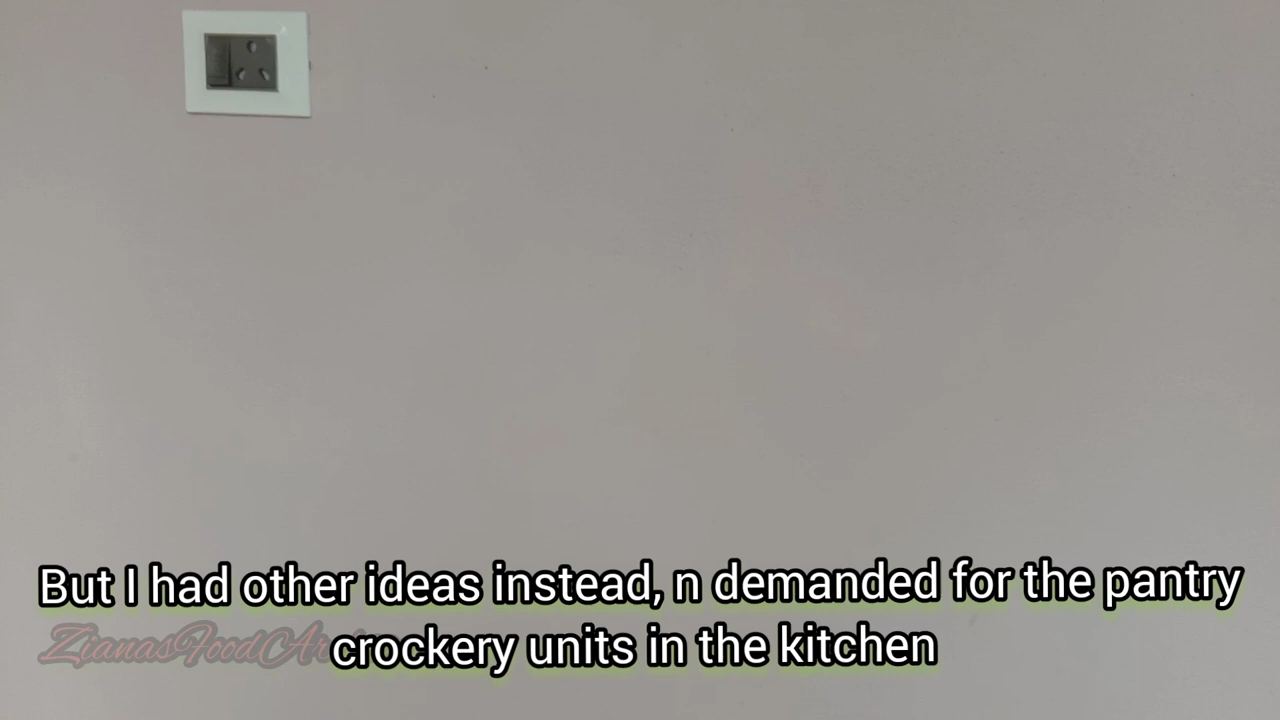 But I had other ideas instead, n demanded for the pantry
crockery units in the kitchen